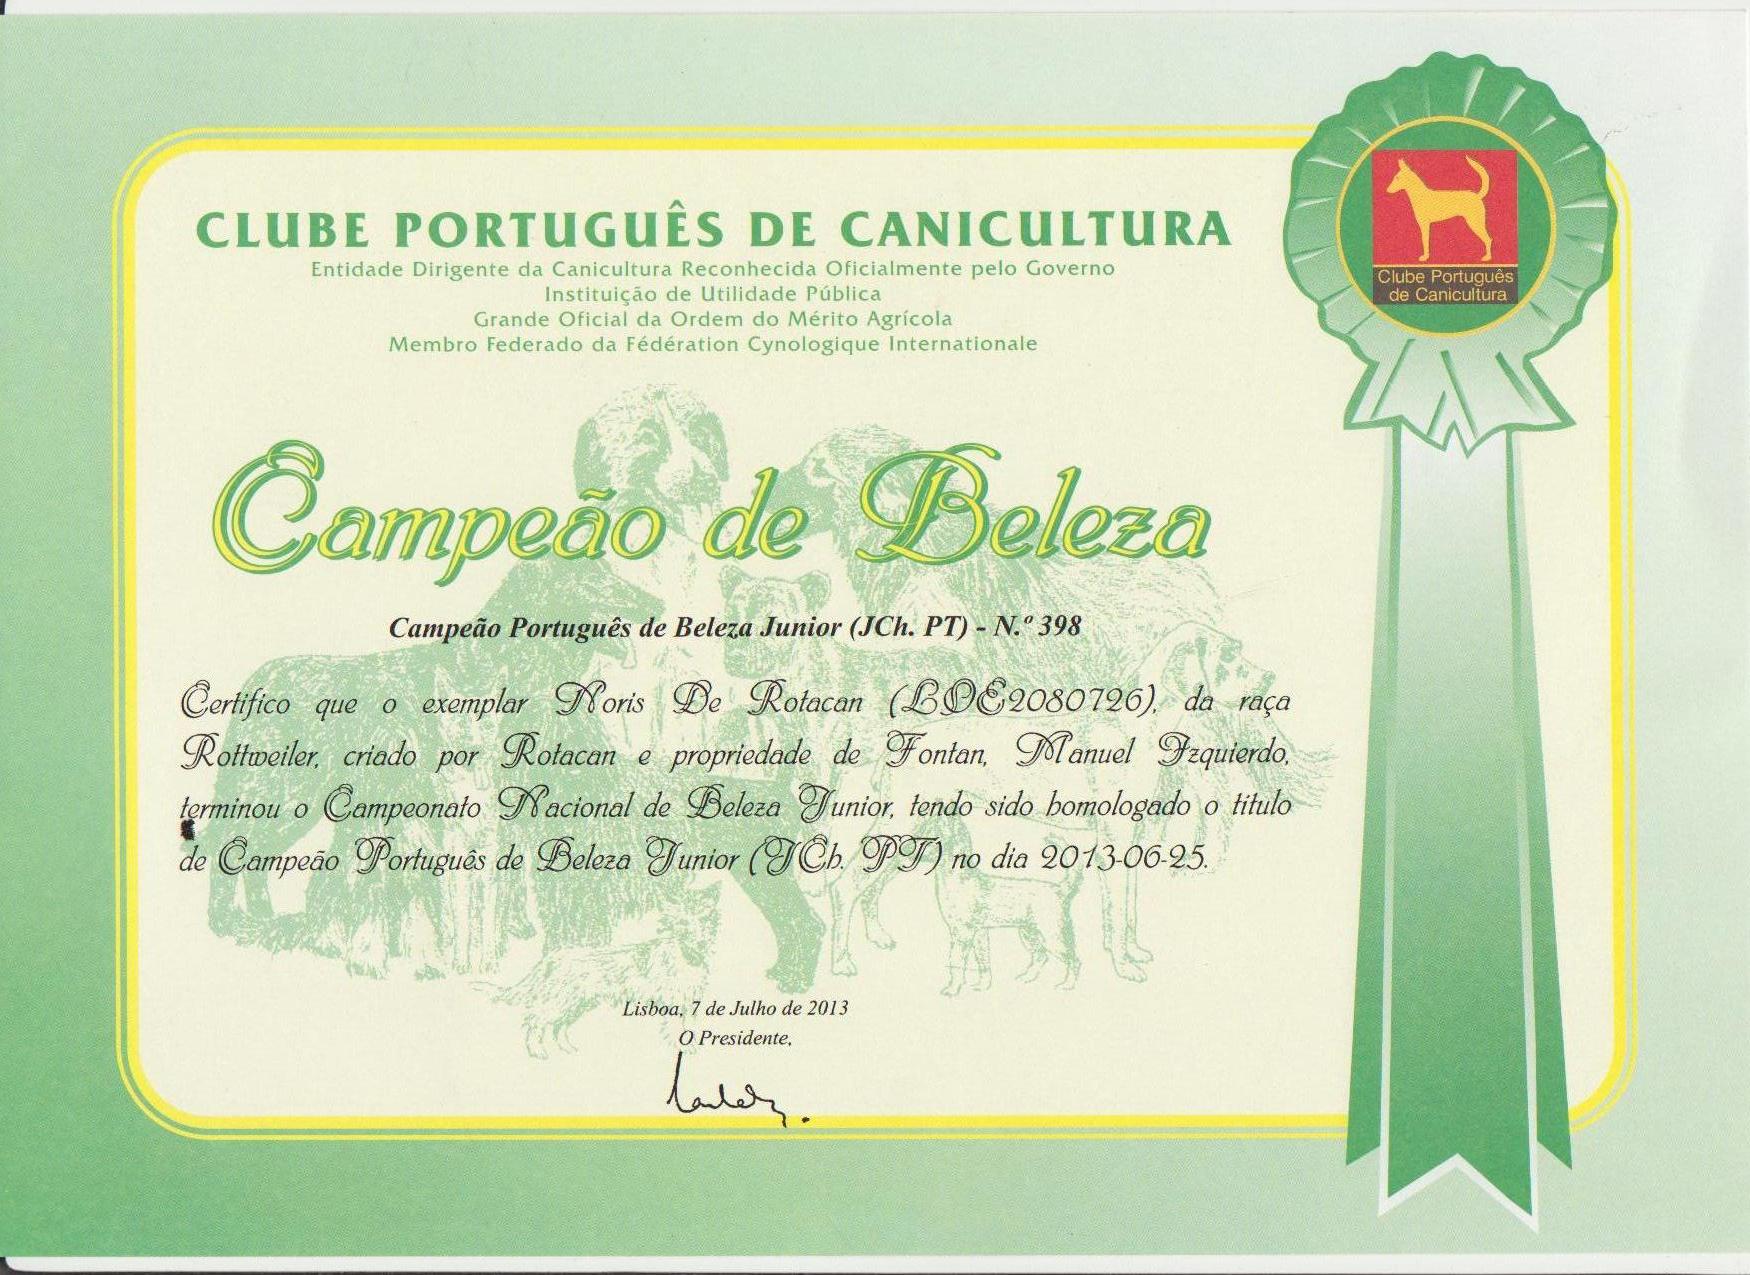 CLUBE PORTUGUÊS DE CANICULTURA
Entidade Dirigente da Canicultura Reconhecida Oficialmente pelo Governo
Instituição de Utilidade Pública
Grande Oficial da Ordem do Mérito Agrícola
Membro Federado da Fédération Cynologique Internationale
Clube Português
de Canicultura
Campeão de Beleza
Campeão Português de Beleza Junior (JCh. PT) - N.º 398
Certifico que o exemplar Noris De Rotacan (LOE2080726), da raça
Rottweiler, criado por Rotacan e propriedade de Fontan, Manuel Izquierdo,
terminou o Campeonato Nacional de Beleza Junior, tendo sido homologado o título
de Campeão Português de Beleza Junior (JCh. PT) no dia 2013-06-25.
Lisboa, 7 de Julho de 2013
O Presidente,